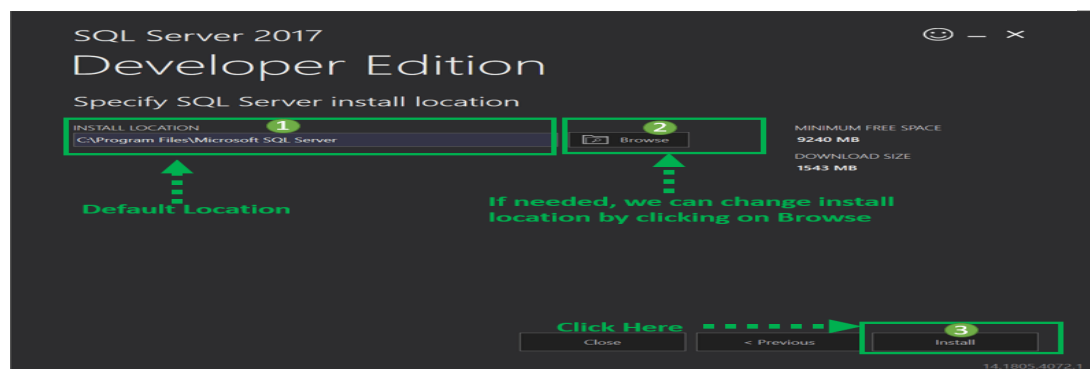 SQL Server 2017
Developer Edition
Specify SQL Server install location
INSTALL LOCATION
1
C:\Program Files\Microsoft SQL Server
2
Browse
MINIMUM FREE SPACE
9240 MB
DOWNLOAD SIZE
1543 MB
Default Location
If needed, we can change install
location by clicking on Browse
Click Here
3
Close
< Previous
Install
14.1805.4072.1